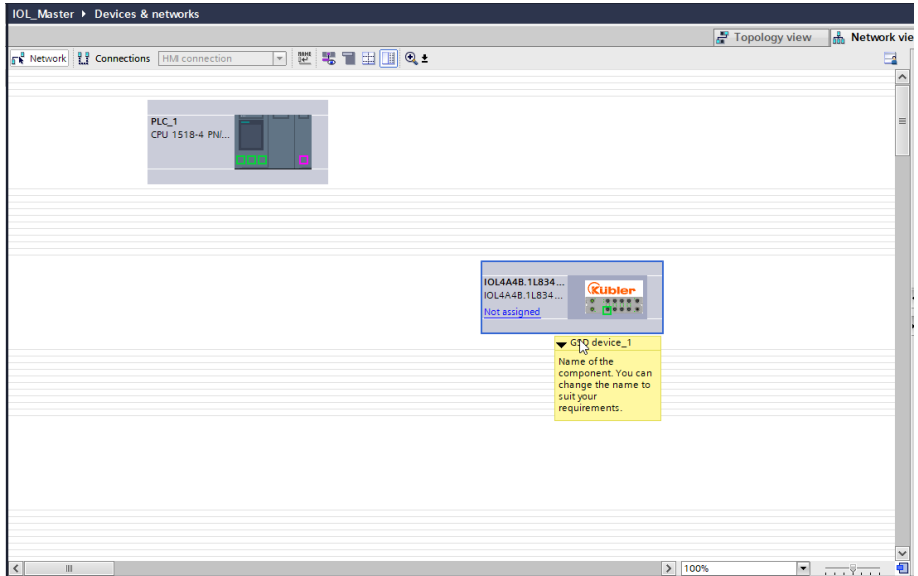 IOL_Master ▸ Devices & networks
Topology view
Network vie
Network
Connections
HMI connection
PLC_1
CPU 1518-4 PN/...
IOL4A4B.1L834...
IOL4A4B.1L834...
Not assigned
Kübler
GSD device_1
Name of the
component. You can
change the name to
suit your
requirements.
100%